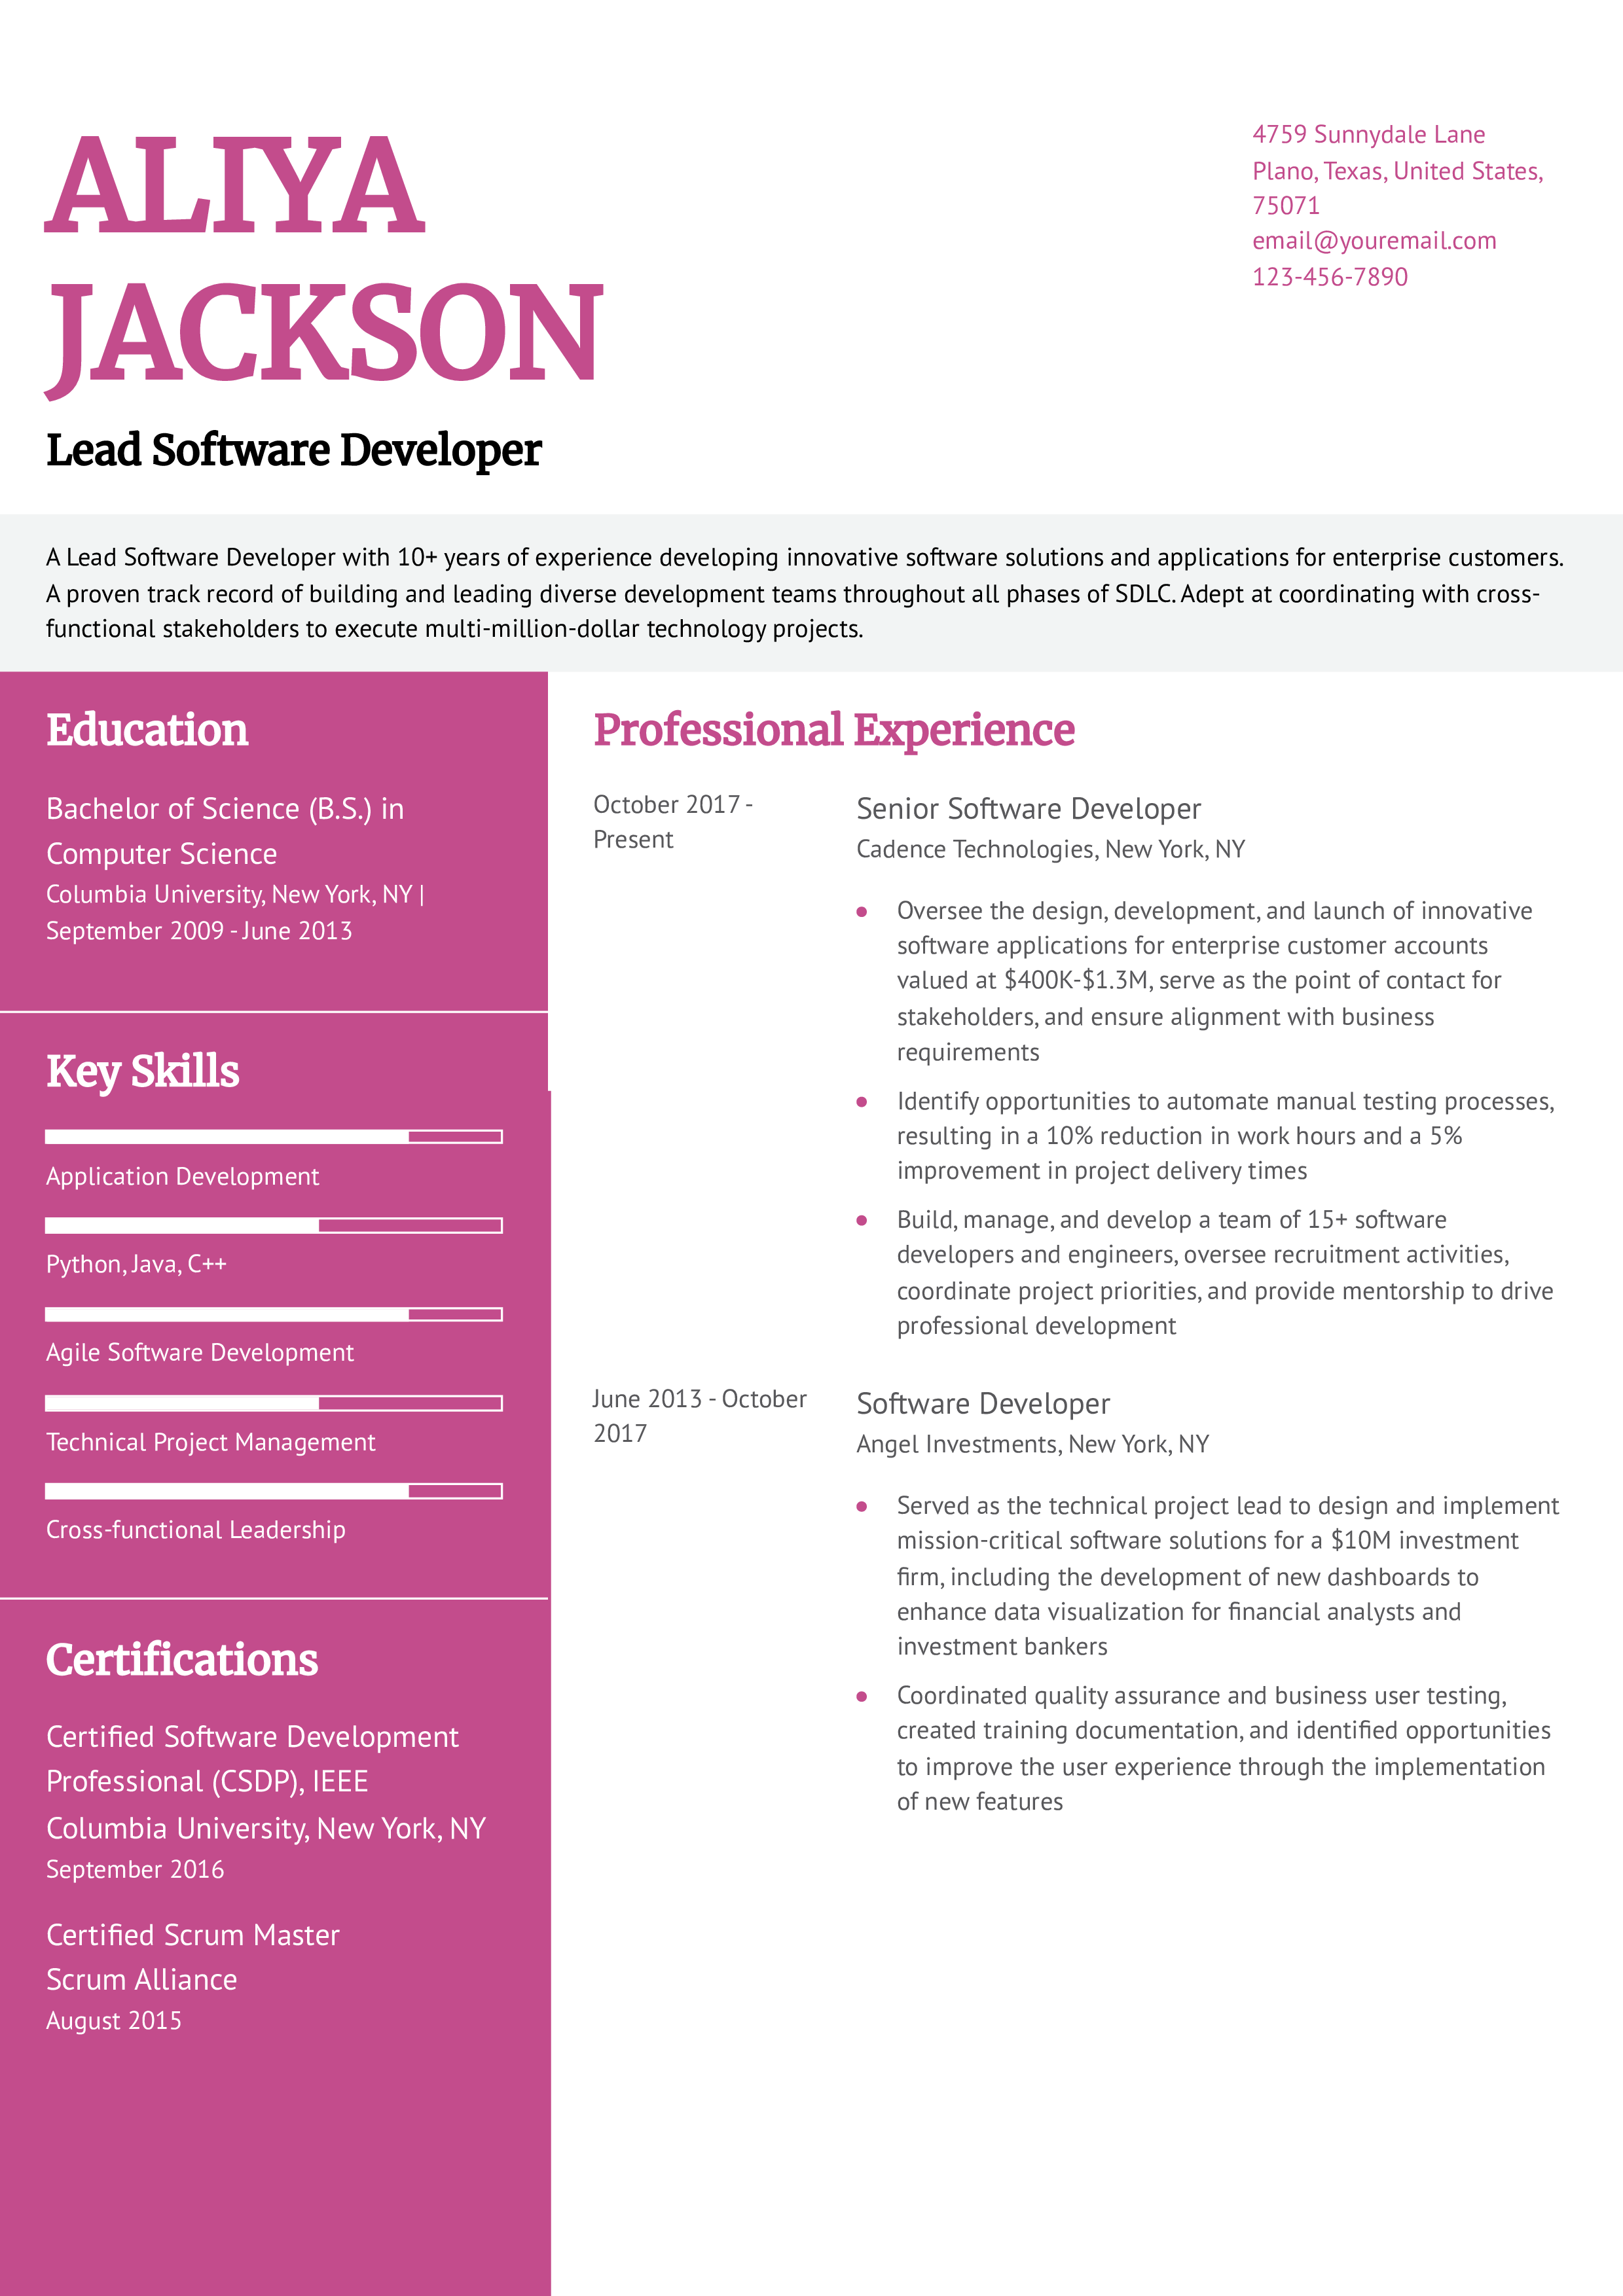 ALIYA
JACKSON
Lead Software Developer
4759 Sunnydale Lane
Plano, Texas, United States,
75071
email@youremail.com
123-456-7890
A Lead Software Developer with 10+ years of experience developing innovative software solutions and applications for enterprise customers.
A proven track record of building and leading diverse development teams throughout all phases of SDLC. Adept at coordinating with cross-
functional stakeholders to execute multi-million-dollar technology projects.
Education
Bachelor of Science (B.S.) in
Computer Science
Columbia University, New York, NY |
September 2009 - June 2013
Key Skills
Application Development
Python, Java, C++
Agile Software Development
Technical Project Management
Cross-functional Leadership
Certifications
Certified Software Development
Professional (CSDP), IEEE
Columbia University, New York, NY
September 2016
Certified Scrum Master
Scrum Alliance
August 2015
Professional Experience
October 2017 -
Present
Senior Software Developer
Cadence Technologies, New York, NY
• Oversee the design, development, and launch of innovative
software applications for enterprise customer accounts
valued at $400K-$1.3M, serve as the point of contact for
stakeholders, and ensure alignment with business
requirements
• Identify opportunities to automate manual testing processes,
resulting in a 10% reduction in work hours and a 5%
improvement in project delivery times
• Build, manage, and develop a team of 15+ software
developers and engineers, oversee recruitment activities,
coordinate project priorities, and provide mentorship to drive
professional development
June 2013 - October
2017
Software Developer
Angel Investments, New York, NY
• Served as the technical project lead to design and implement
mission-critical software solutions for a $10M investment
firm, including the development of new dashboards to
enhance data visualization for financial analysts and
investment bankers
• Coordinated quality assurance and business user testing,
created training documentation, and identified opportunities
to improve the user experience through the implementation
of new features